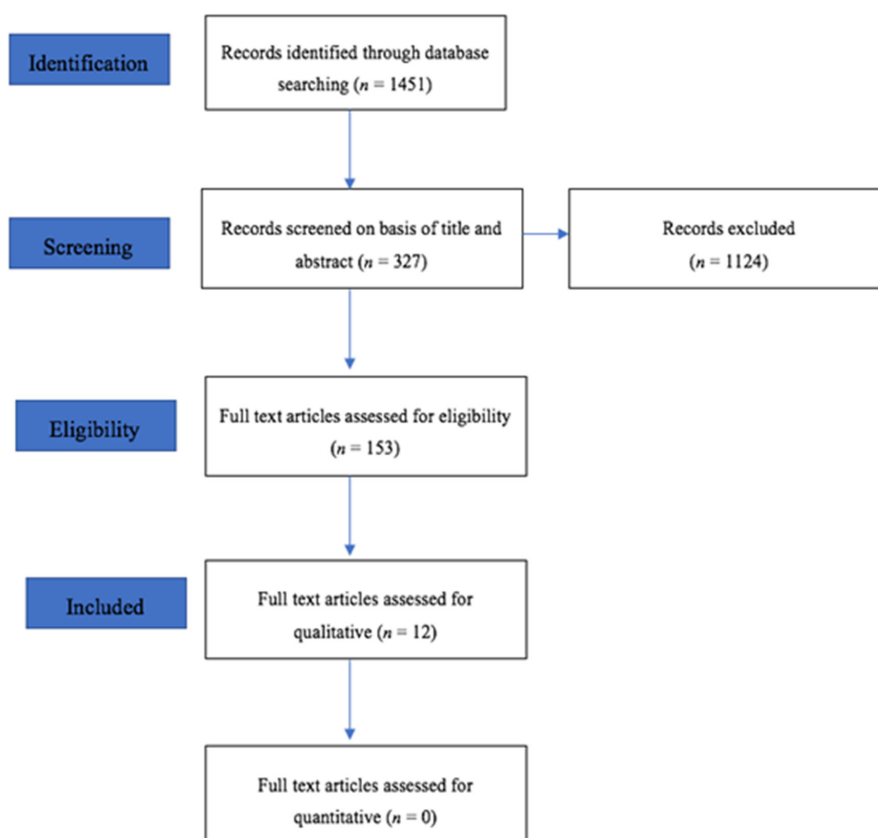 Identification
Records identified through database
searching (n = 1451)
Screening
Records screened on basis of title and
abstract (n = 327)
Records excluded
(n = 1124)
Eligibility
Full text articles assessed for eligibility
(n = 153)
Included
Full text articles assessed for
qualitative (n = 12)
Full text articles assessed for
quantitative (n = 0)